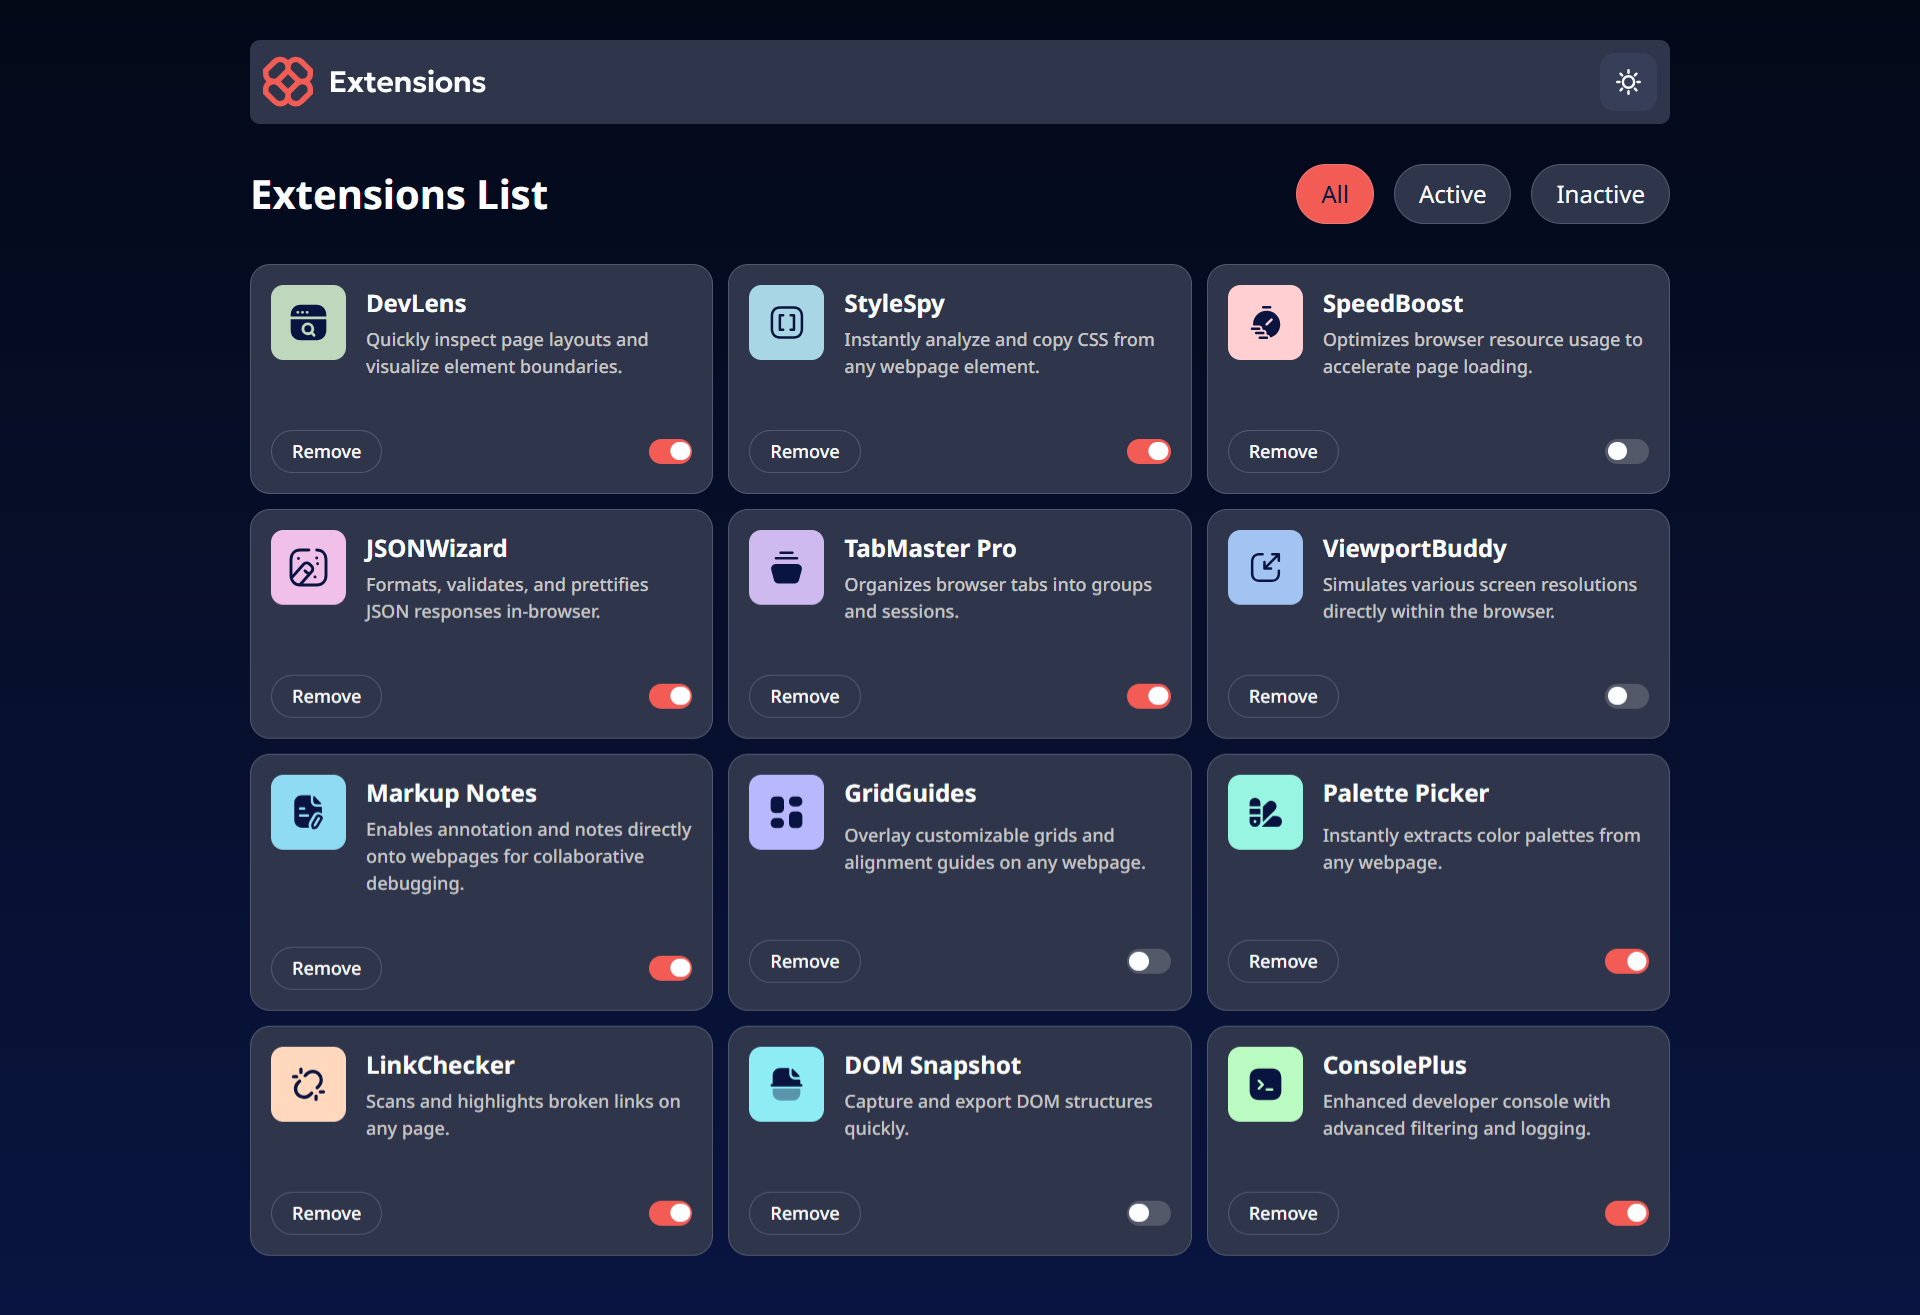 Extensions
Extensions List
All
Active
Inactive
DevLens
Quickly inspect page layouts and
visualize element boundaries.
Remove
StyleSpy
Instantly analyze and copy CSS from
any webpage element.
Remove
SpeedBoost
Optimizes browser resource usage to
accelerate page loading.
Remove
JSONWizard
Formats, validates, and prettifies
JSON responses in-browser.
Remove
TabMaster Pro
Organizes browser tabs into groups
and sessions.
Remove
ViewportBuddy
Simulates various screen resolutions
directly within the browser.
Remove
Markup Notes
Enables annotation and notes directly
onto webpages for collaborative
debugging.
Remove
GridGuides
Overlay customizable grids and
alignment guides on any webpage.
Remove
Palette Picker
Instantly extracts color palettes from
any webpage.
Remove
LinkChecker
Scans and highlights broken links on
any page.
Remove
DOM Snapshot
Capture and export DOM structures
quickly.
Remove
ConsolePlus
Enhanced developer console with
advanced filtering and logging.
Remove